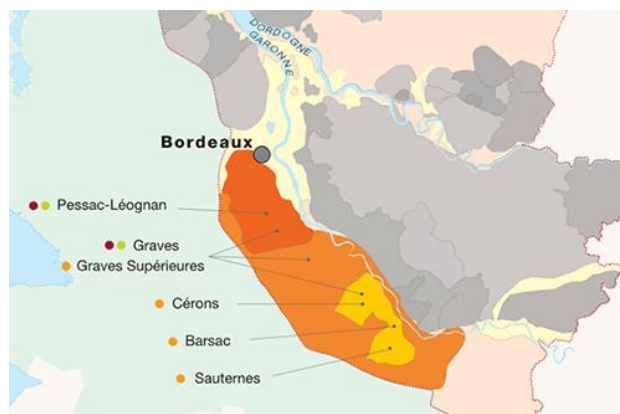 DORDOGNE
GARONNE
Bordeaux
Pessac-Léognan
Graves
Graves Supérieures
Cérons
Barsac
Sauternes